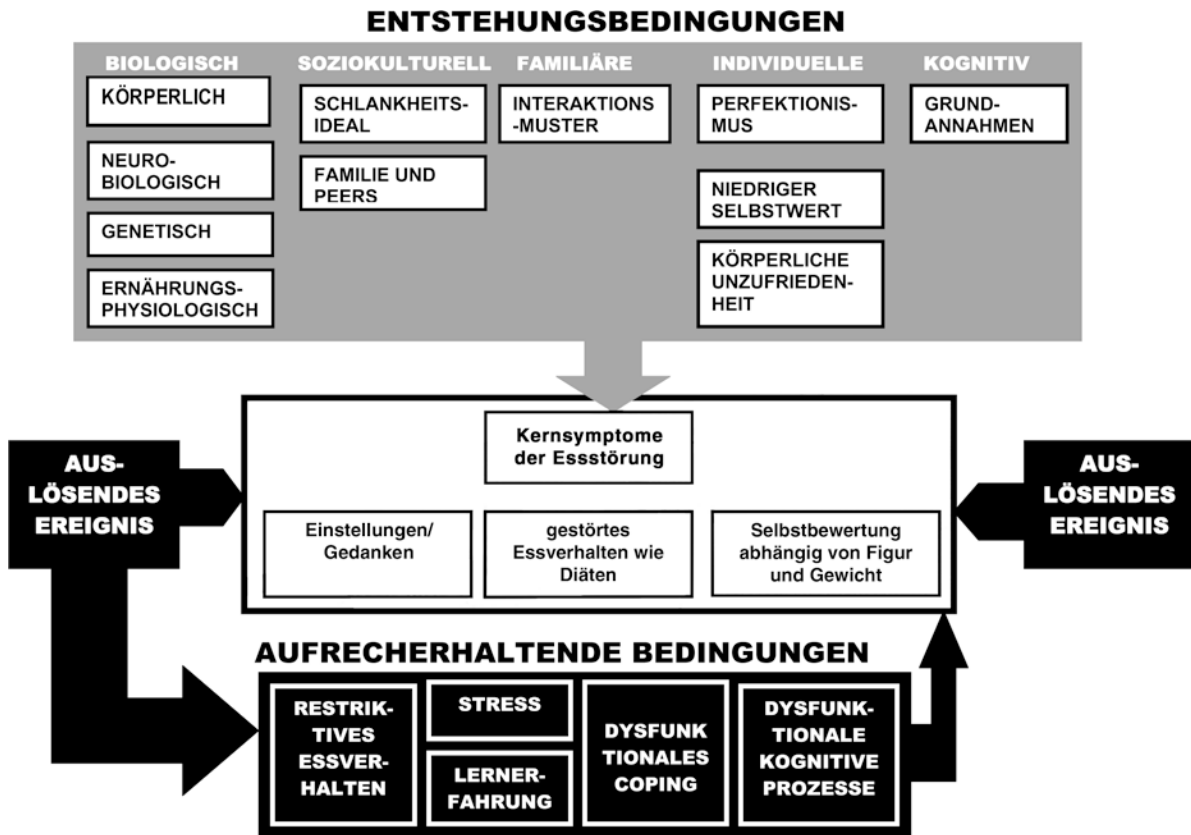 ENTSTEHUNGSBEDINGUNGEN
BIOLOGISCH
KÖRPERLICH
NEURO-
BIOLOGISCH
GENETISCH
ERNÄHRUNGS-
PHYSIOLOGISCH
SOZIOKULTURELL
SCHLANKHEITS-
IDEAL
FAMILIE UND
PEERS
FAMILIÄRE
INTERAKTIONS
-MUSTER
INDIVIDUELLE
PERFEKTIONIS-
MUS
NIEDRIGER
SELBSTWERT
KÖRPERLICHE
UNZUFRIEDEN-
HEIT
KOGNITIV
GRUND-
ANNAHMEN
AUS-
LÖSENDES
EREIGNIS
Kernsymptome
der Essstörung
Einstellungen/
Gedanken
gestörtes
Essverhalten wie
Diäten
Selbstbewertung
abhängig von Figur
und Gewicht
AUS-
LÖSENDES
EREIGNIS
AUFRECHERHALTENDE BEDINGUNGEN
RESTRIK-
TIVES
ESSVER-
HALTEN
STRESS
LERNER-
FAHRUNG
DYSFUNK
TIONALES
COPING
DYSFUNK-
TIONALE
KOGNITIVE
PROZESSE